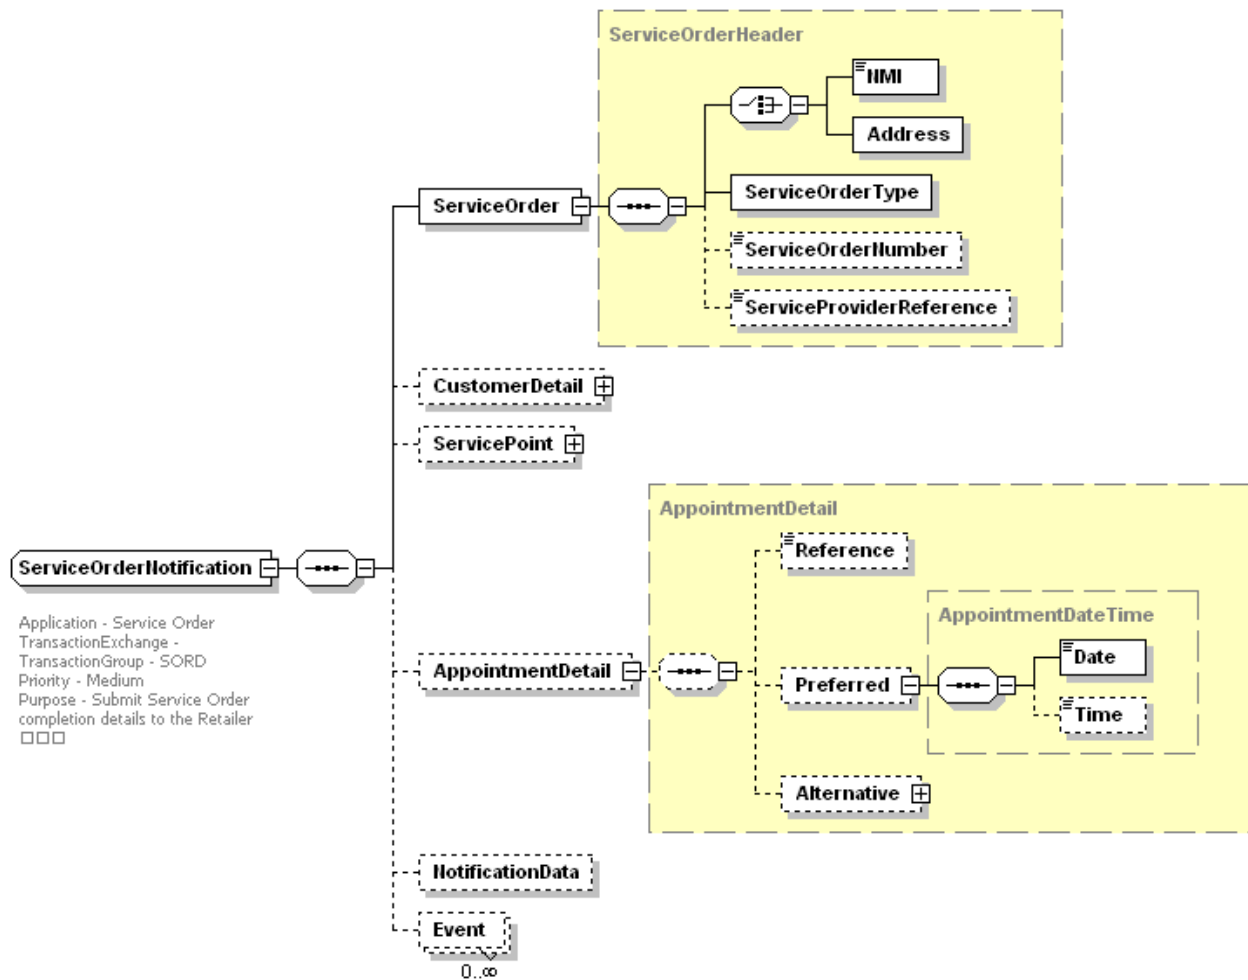 ServiceOrderHeader
NMI
Address
ServiceOrder
ServiceOrderType
ServiceOrderNumber
ServiceProviderReference
CustomerDetail
ServicePoint
AppointmentDetail
Reference
ServiceOrderNotification
AppointmentDateTime
Application - Service Order
TransactionExchange -
TransactionGroup - SORD
Priority - Medium
Purpose - Submit Service Order
completion details to the Retailer
□□□
AppointmentDetail
Preferred
Date
Time
Alternative
NotificationData
Event
0..∞